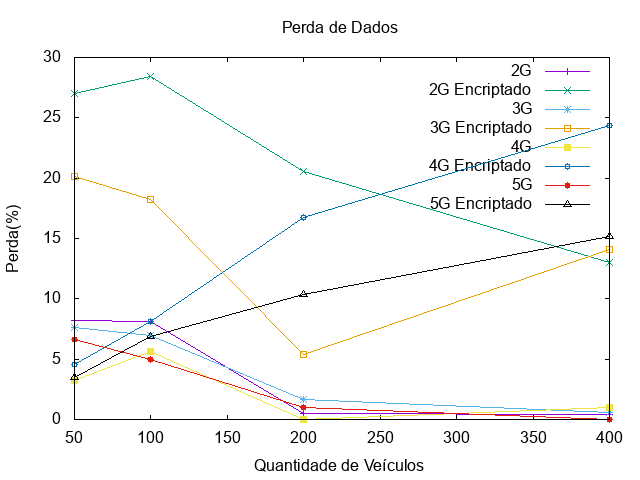 Perda de Dados
30
25
20
15
10
5
0
Perda(%)
2G
2G Encriptado
3G
3G Encriptado
4G
4G Encriptado
5G
5G Encriptado
50 100 150 200 250 300 350 400
Quantidade de Veículos